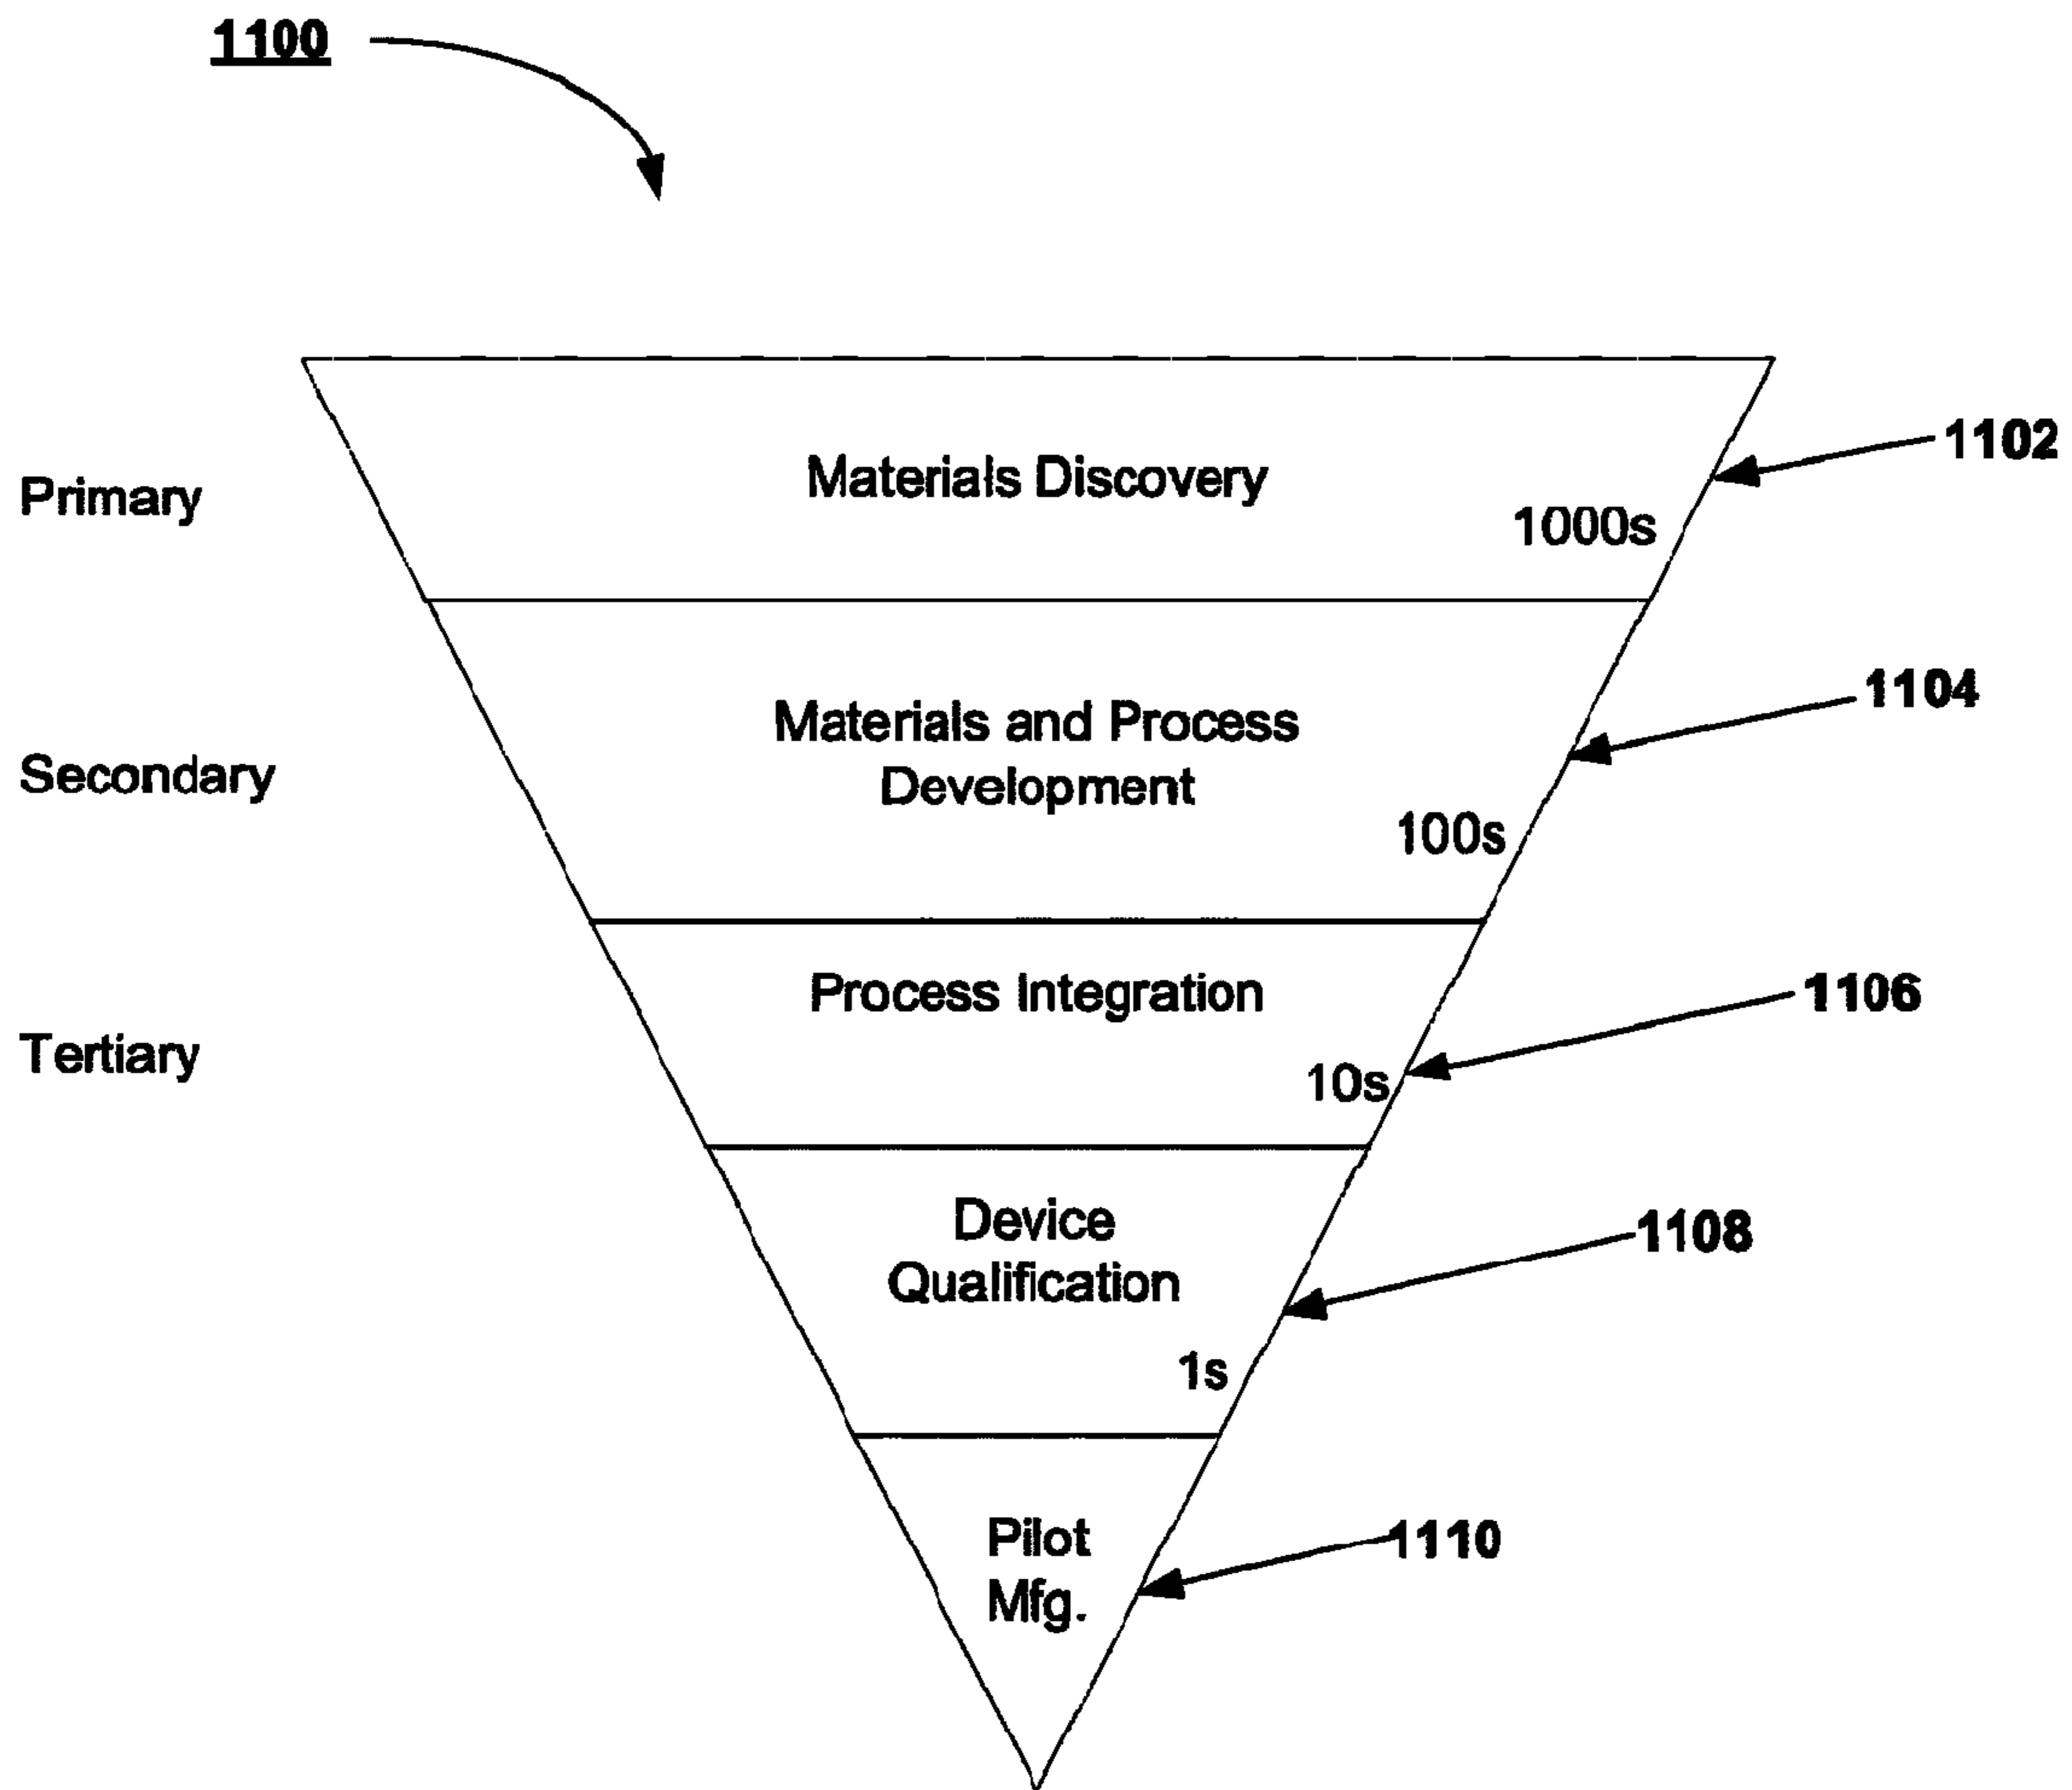 1100
Materials Discovery
1102
Primary
1000s
Materials and Process
Development
1104
Secondary
100s
Process Integration
1106
Tertiary
10s
Device
Qualification
1108
1s
Pilot
Mfg.
1110